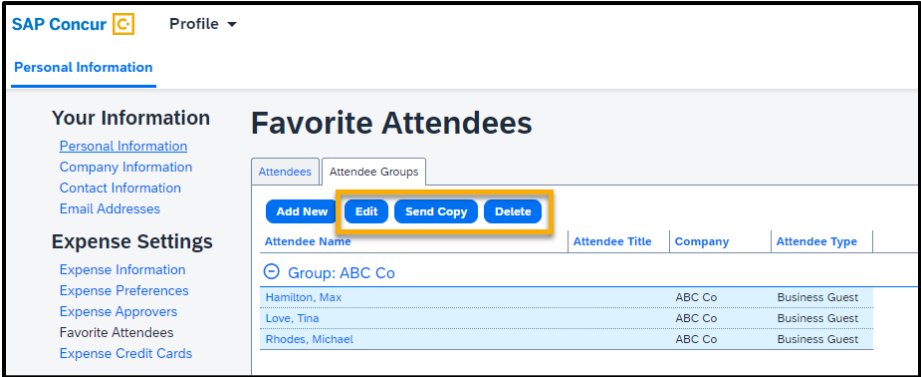 SAP Concur C Profile
Personal Information
Your Information
Personal Information
Company Information
Contact Information
Email Addresses
Expense Settings
Expense Information
Expense Preferences
Expense Approvers
Favorite Attendees
Expense Credit Cards
Favorite Attendees
Attendees Attendee Groups
Add New Edit Send Copy Delete
Attendee Name Attendee Title Company Attendee Type
Group: ABC Co
Hamilton, Max ABC Co Business Guest
Love, Tina ABC Co Business Guest
Rhodes, Michael ABC Co Business Guest